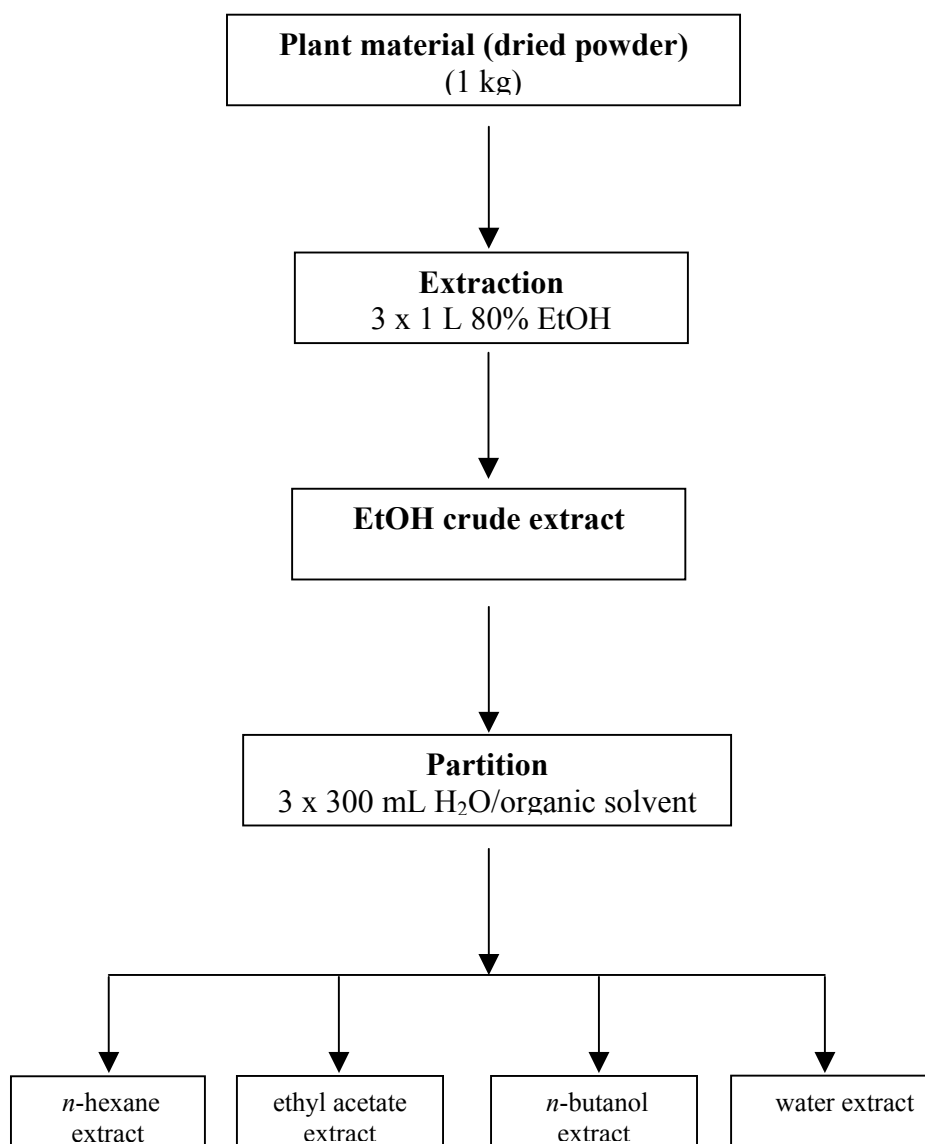 Plant material (dried powder)
(1 kg)
Extraction
3 x 1 L 80% EtOH
EtOH crude extract
Partition
3 x 300 mL H₂O/organic solvent
n-hexane
extract
ethyl acetate
extract
n-butanol
extract
water extract